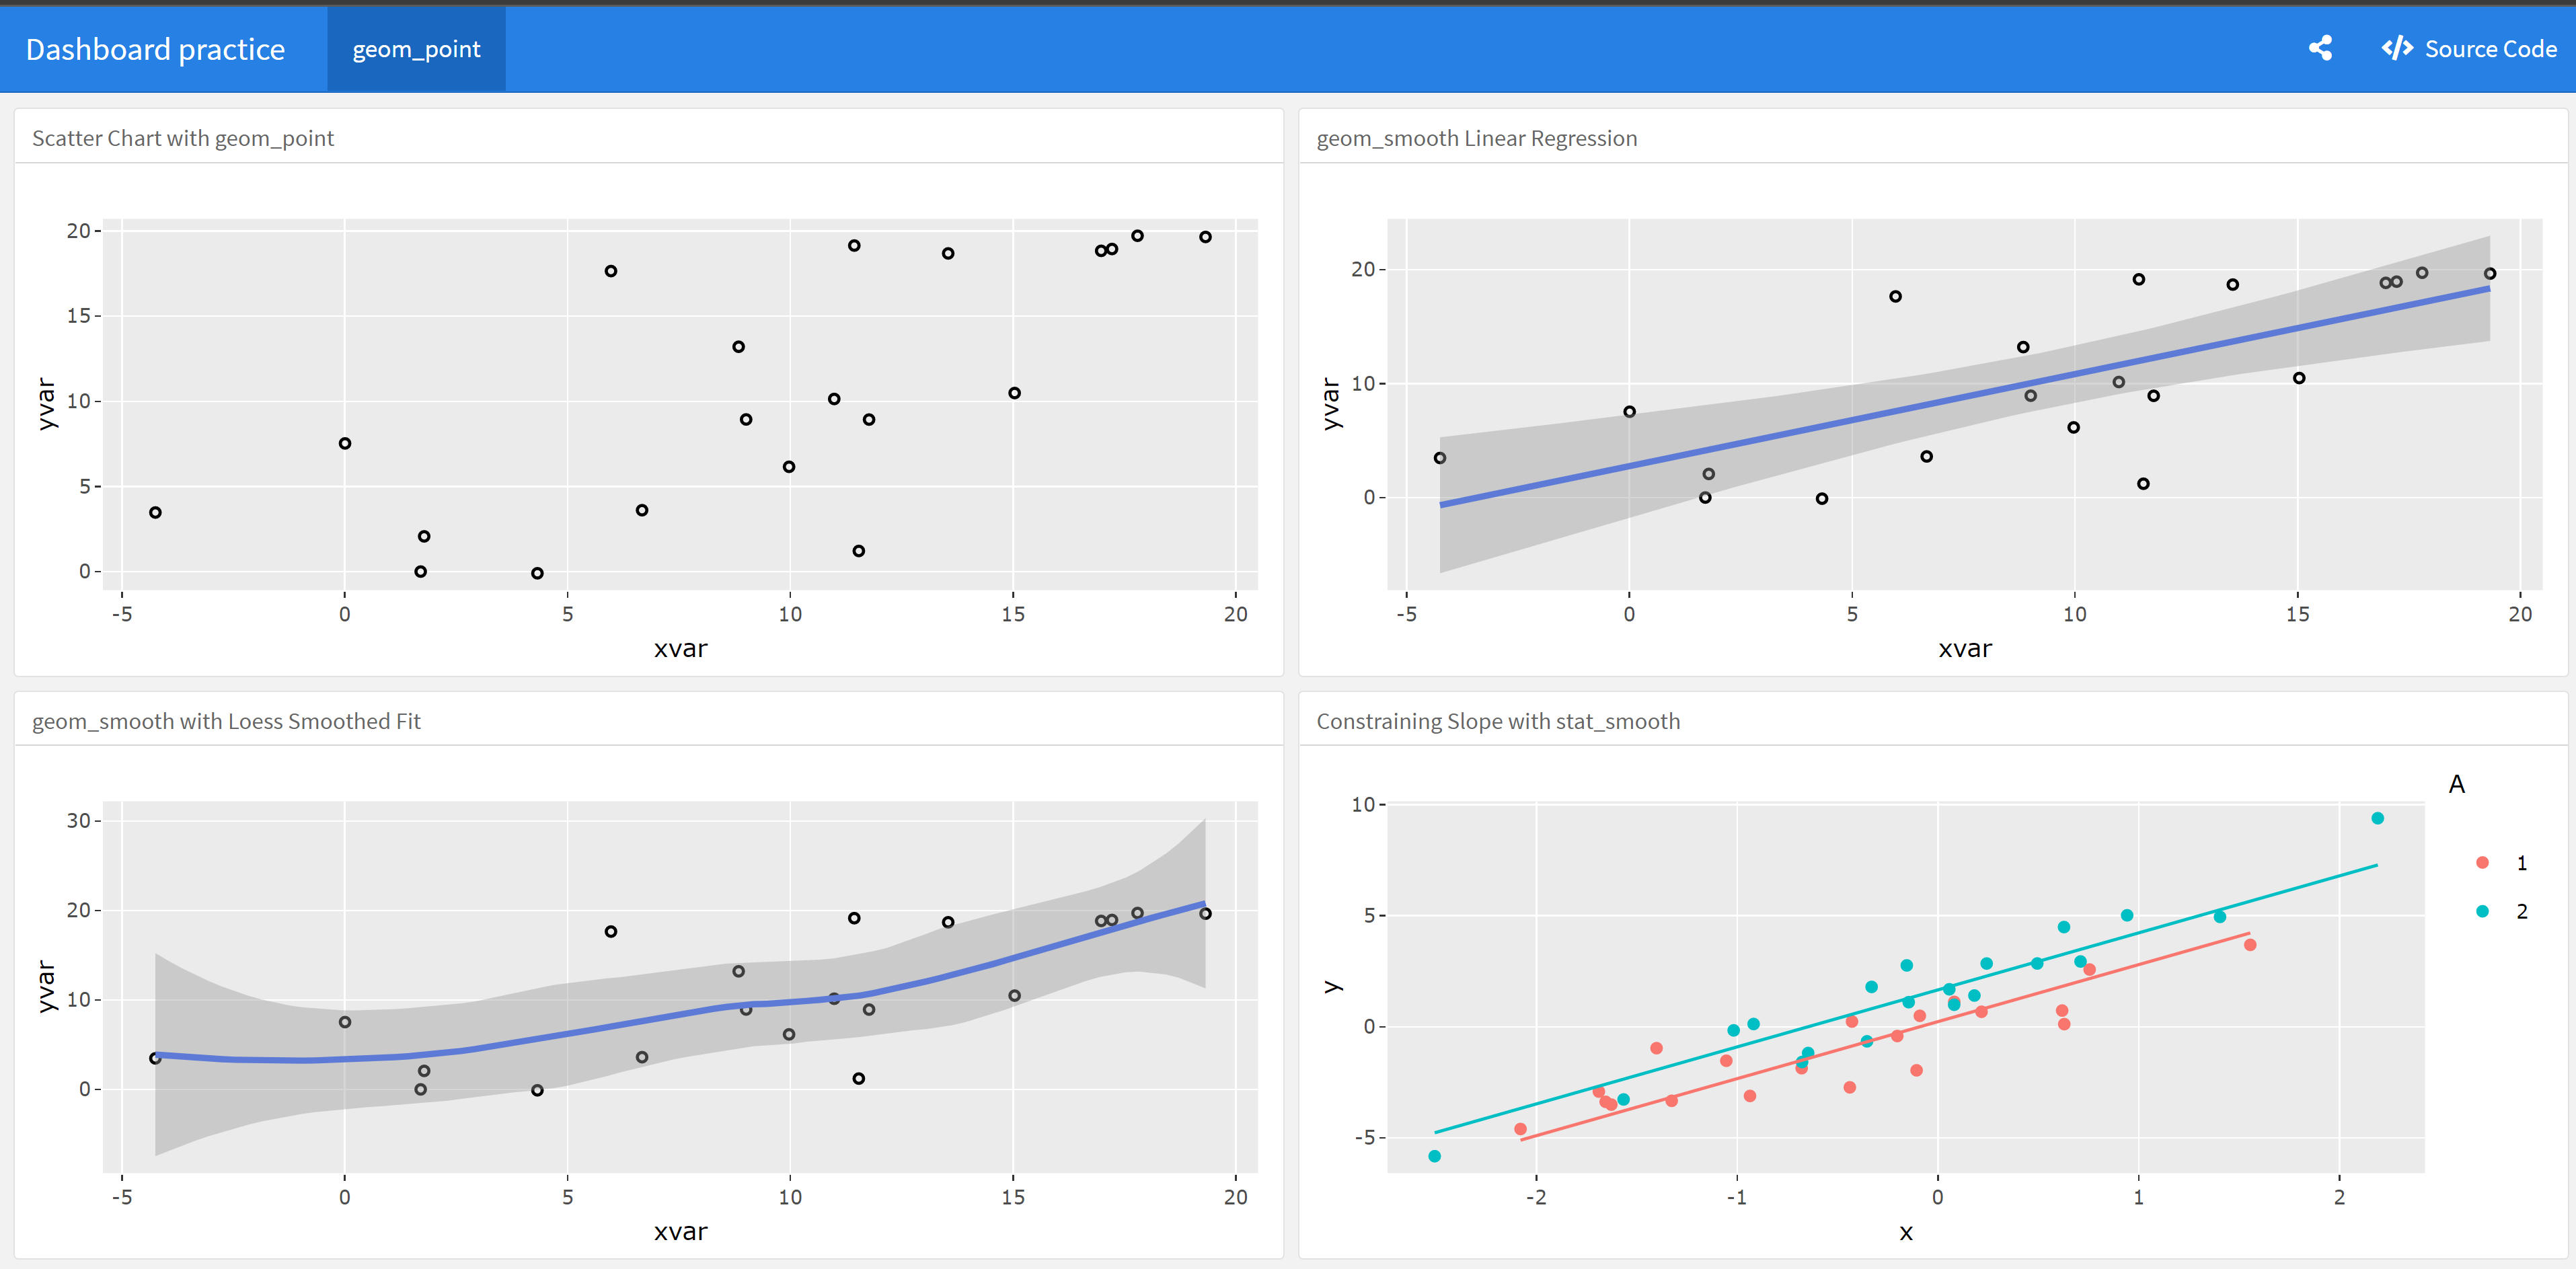 Dashboard practice geom_point Source Code
Scatter Chart with geom_point
20
15
10
5
0
yvar
-5 0 5 10 15 20
xvar
geom_smooth Linear Regression
20
10
0
yvar
-5 0 5 10 15 20
xvar
geom_smooth with Loess Smoothed Fit
30
20
10
0
yvar
-5 0 5 10 15 20
xvar
Constraining Slope with stat_smooth
A
1
2
10
5
0
-5
y
-2 -1 0 1 2
x